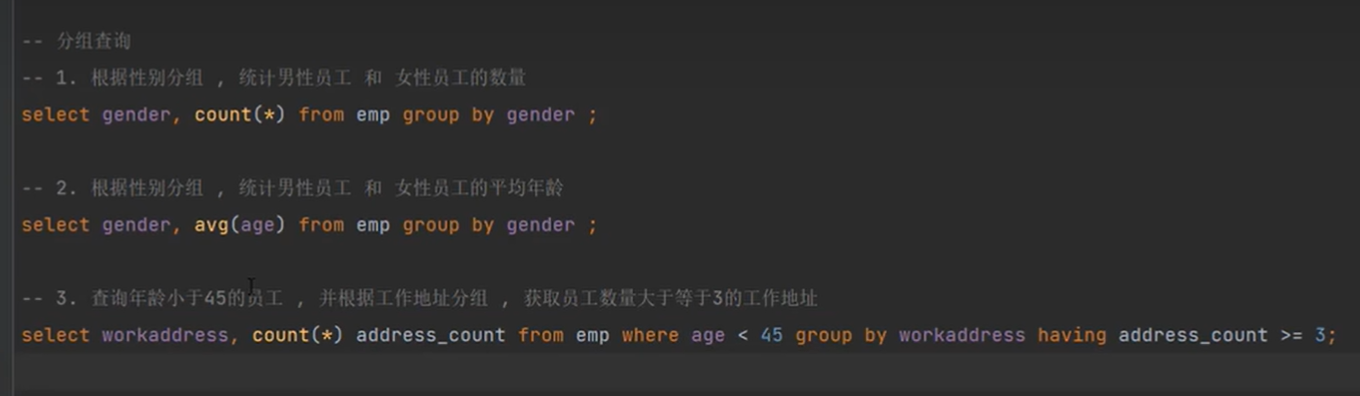 -- 分组查询
-- 1. 根据性别分组 , 统计男性员工 和 女性员工的数量
select gender, count(*) from emp group by gender ;
-- 2. 根据性别分组 , 统计男性员工 和 女性员工的平均年龄
select gender, avg(age) from emp group by gender ;
-- 3. 查询年龄小于45的员工 , 并根据工作地址分组 , 获取员工数量大于等于3的工作地址
select workaddress, count(*) address_count from emp where age < 45 group by workaddress having address_count >= 3;